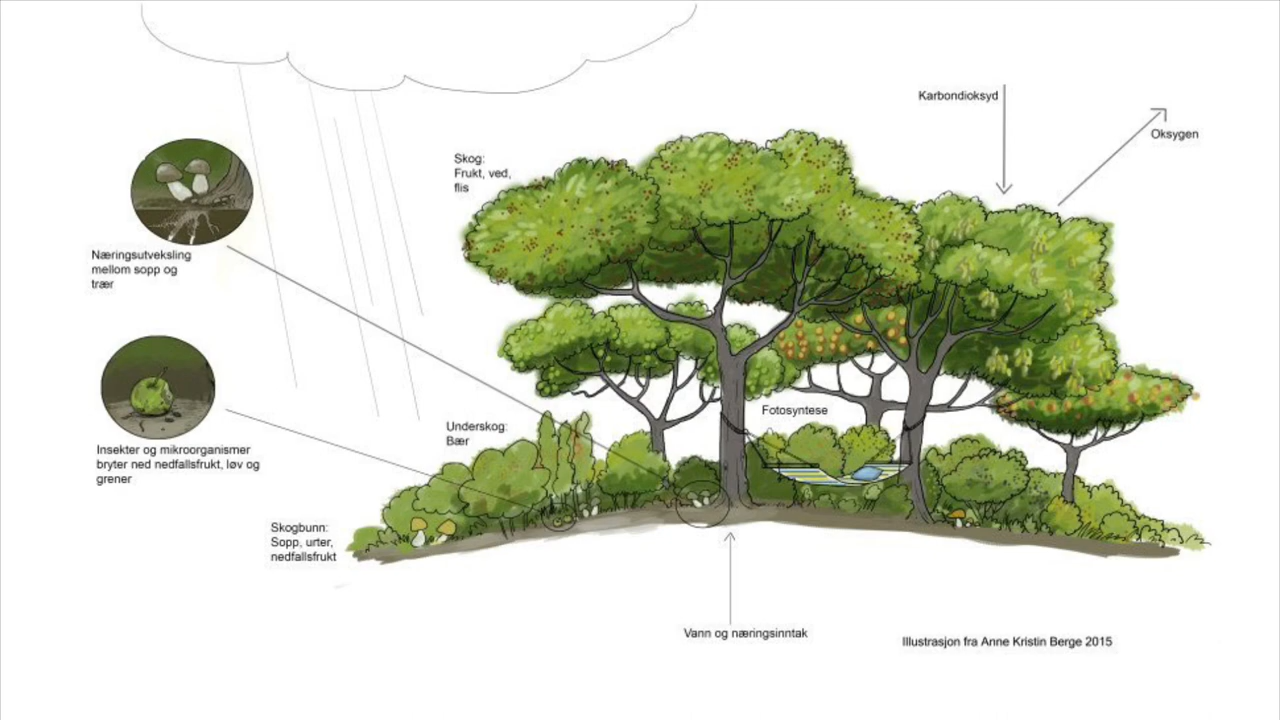 Karbondioksyd
Oksygen
Skog:
Frukt, ved,
flis
Næringsutveksling
mellom sopp og
trær
Fotosyntese
Underskog:
Bær
Insekter og mikroorganismer
bryter ned nedfallsfrukt, løv og
grener
Skogbunn:
Sopp, urter,
nedfallsfrukt
Vann og næringsinntak
Illustrasjon fra Anne Kristin Berge 2015